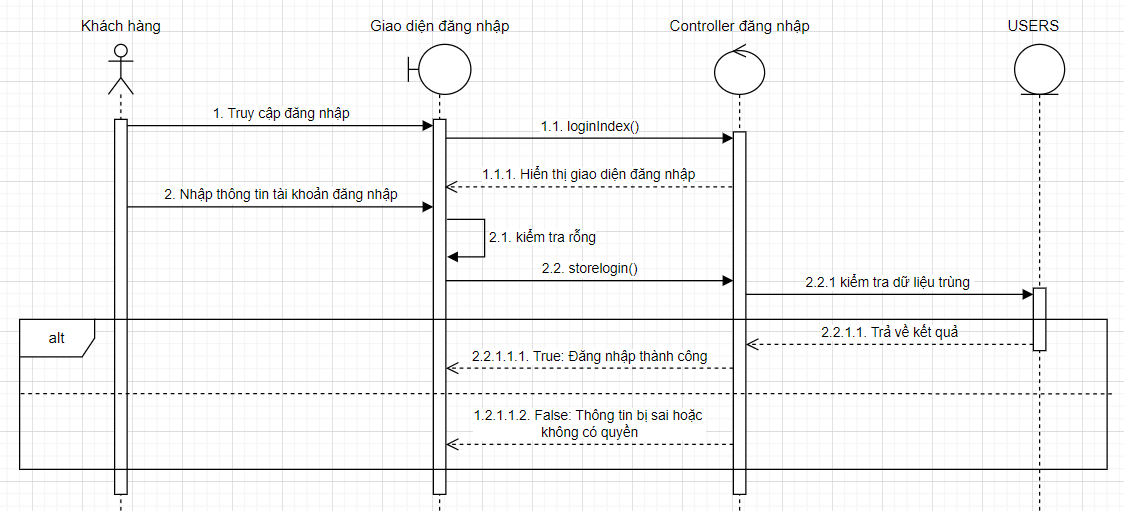 Khách hàng
Giao diện đăng nhập
Controller đăng nhập
USERS
1. Truy cập đăng nhập
1.1. loginIndex()
1.1.1. Hiển thị giao diện đăng nhập
2. Nhập thông tin tài khoản đăng nhập
2.1. kiểm tra rỗng
2.2. storelogin()
2.2.1 kiểm tra dữ liệu trùng
alt
2.2.1.1. Trả về kết quả
2.2.1.1.1. True: Đăng nhập thành công
1.2.1.1.2. False: Thông tin bị sai hoặc
không có quyền